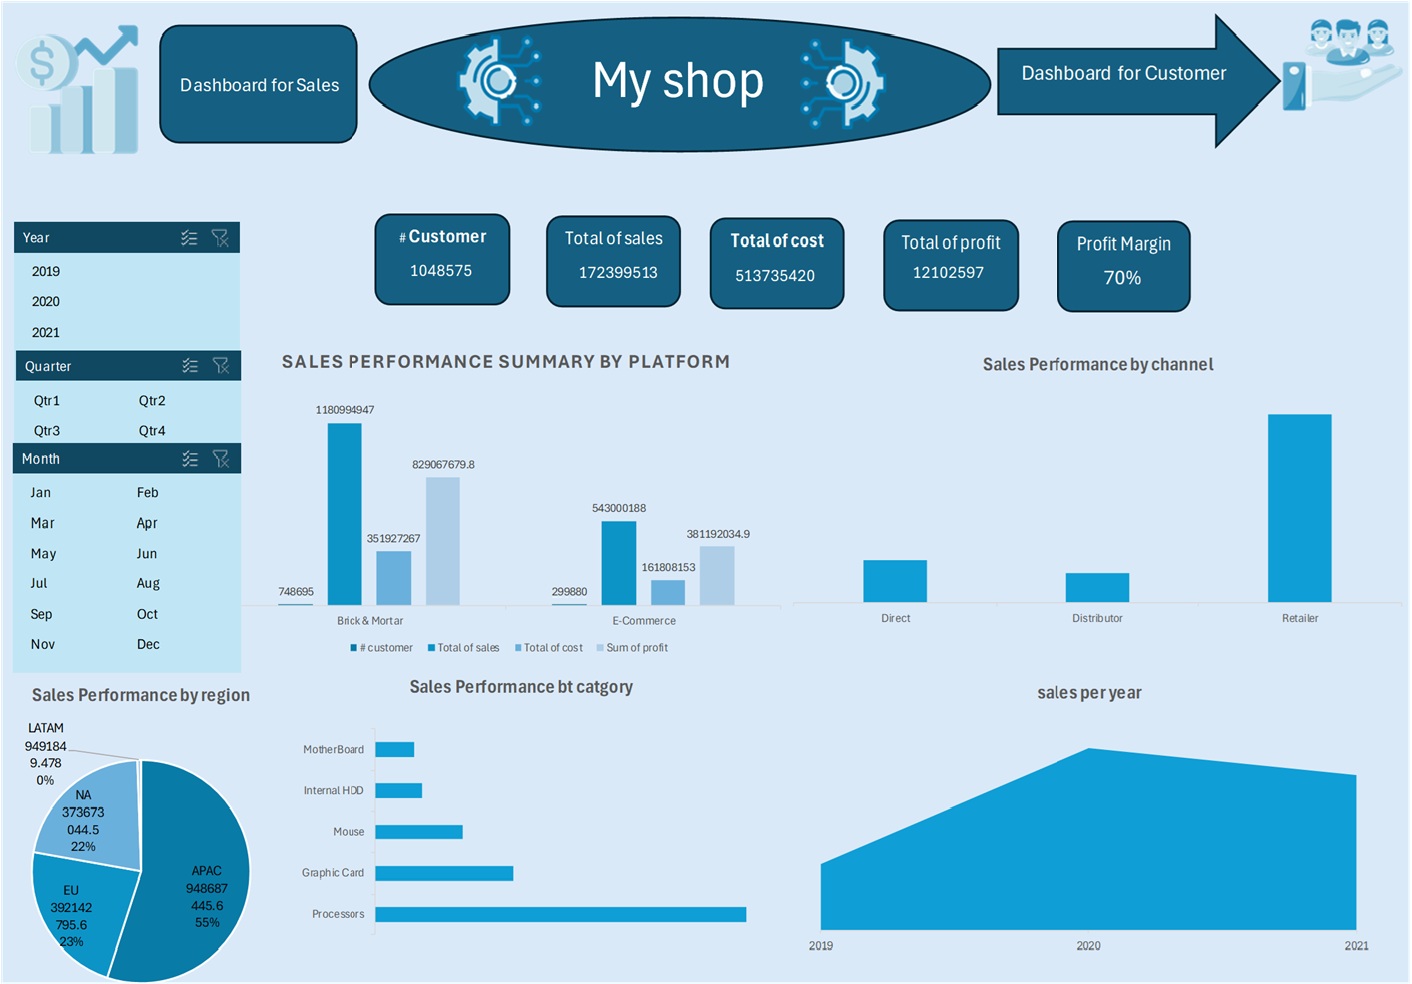 Dashboard for Sales
My shop
Dashboard for Customer
# Customer
1048575
Total of sales
172399513
Total of cost
513735420
Total of profit
12102597
Profit Margin
70%
Year
2019
2020
2021
Quarter
Qtr1 Qtr2
Qtr3 Qtr4
Month
Jan Feb
Mar Apr
May Jun
Jul Aug
Sep Oct
Nov Dec
SALES PERFORMANCE SUMMARY BY PLATFORM
748695
1180994947
351927267
829067679.8
299880
543000188
161808153
381192034.9
Brick & Mortar E-Commerce
# customer Total of sales Total of cost Sum of profit
Sales Performance by channel
Direct Distributor Retailer
Sales Performance by region
LATAM
949184
9.478
0%
NA
373673
044.5
22%
EU
392142
795.6
23%
APAC
948687
445.6
55%
Sales Performance bt catgory
MotherBoard
Internal HDD
Mouse
Graphic Card
Processors
sales per year
2019 2020 2021